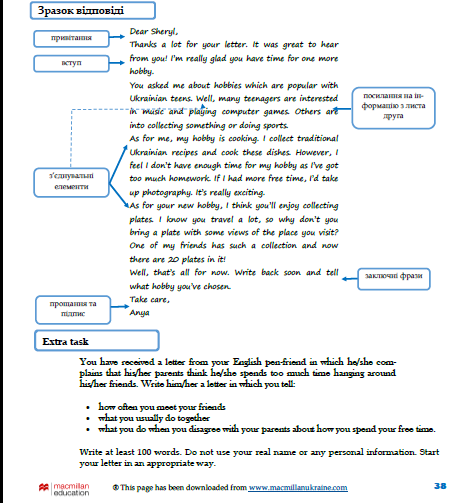 Зразок відповіді
привітання
вступ
Dear Sheryl,
Thanks a lot for your letter. It was great to hear
from you! I'm really glad you have time for one more
hobby.
You asked me about hobbies which are popular with
Ukrainian teens. Well, many teenagers are interested
in music and playing computer games. Others are
into collecting something or doing sports.
As for me, my hobby is cooking. I collect traditional
Ukrainian recipes and cook these dishes. However, I
feel I don't have enough time for my hobby as I've got
too much homework. If I had more free time, I'd take
up photography. It's really exciting.
As for your new hobby, I think you'll enjoy collecting
plates. I know you travel a lot, so why don't you
bring a plate with some views of the place you visit?
One of my friends has such a collection and now
there are 20 plates in it!
Well, that's all for now. Write back soon and tell
what hobby you've chosen.
Take care,
Anya
посилання на ін-
формацію з листа
друга
з'єднувальні
елементи
заключні фрази
прощання та
підпис
Extra task
You have received a letter from your English pen-friend in which he/she com-
plains that his/her parents think he/she spends too much time hanging around
his/her friends. Write him/her a letter in which you tell:
• how often you meet your friends
• what you usually do together
• what you do when you disagree with your parents about how you spend your free time.
Write at least 100 words. Do not use your real name or any personal information. Start
your letter in an appropriate way.
macmillan
education
® This page has been downloaded from www.macmillanukraine.com
38